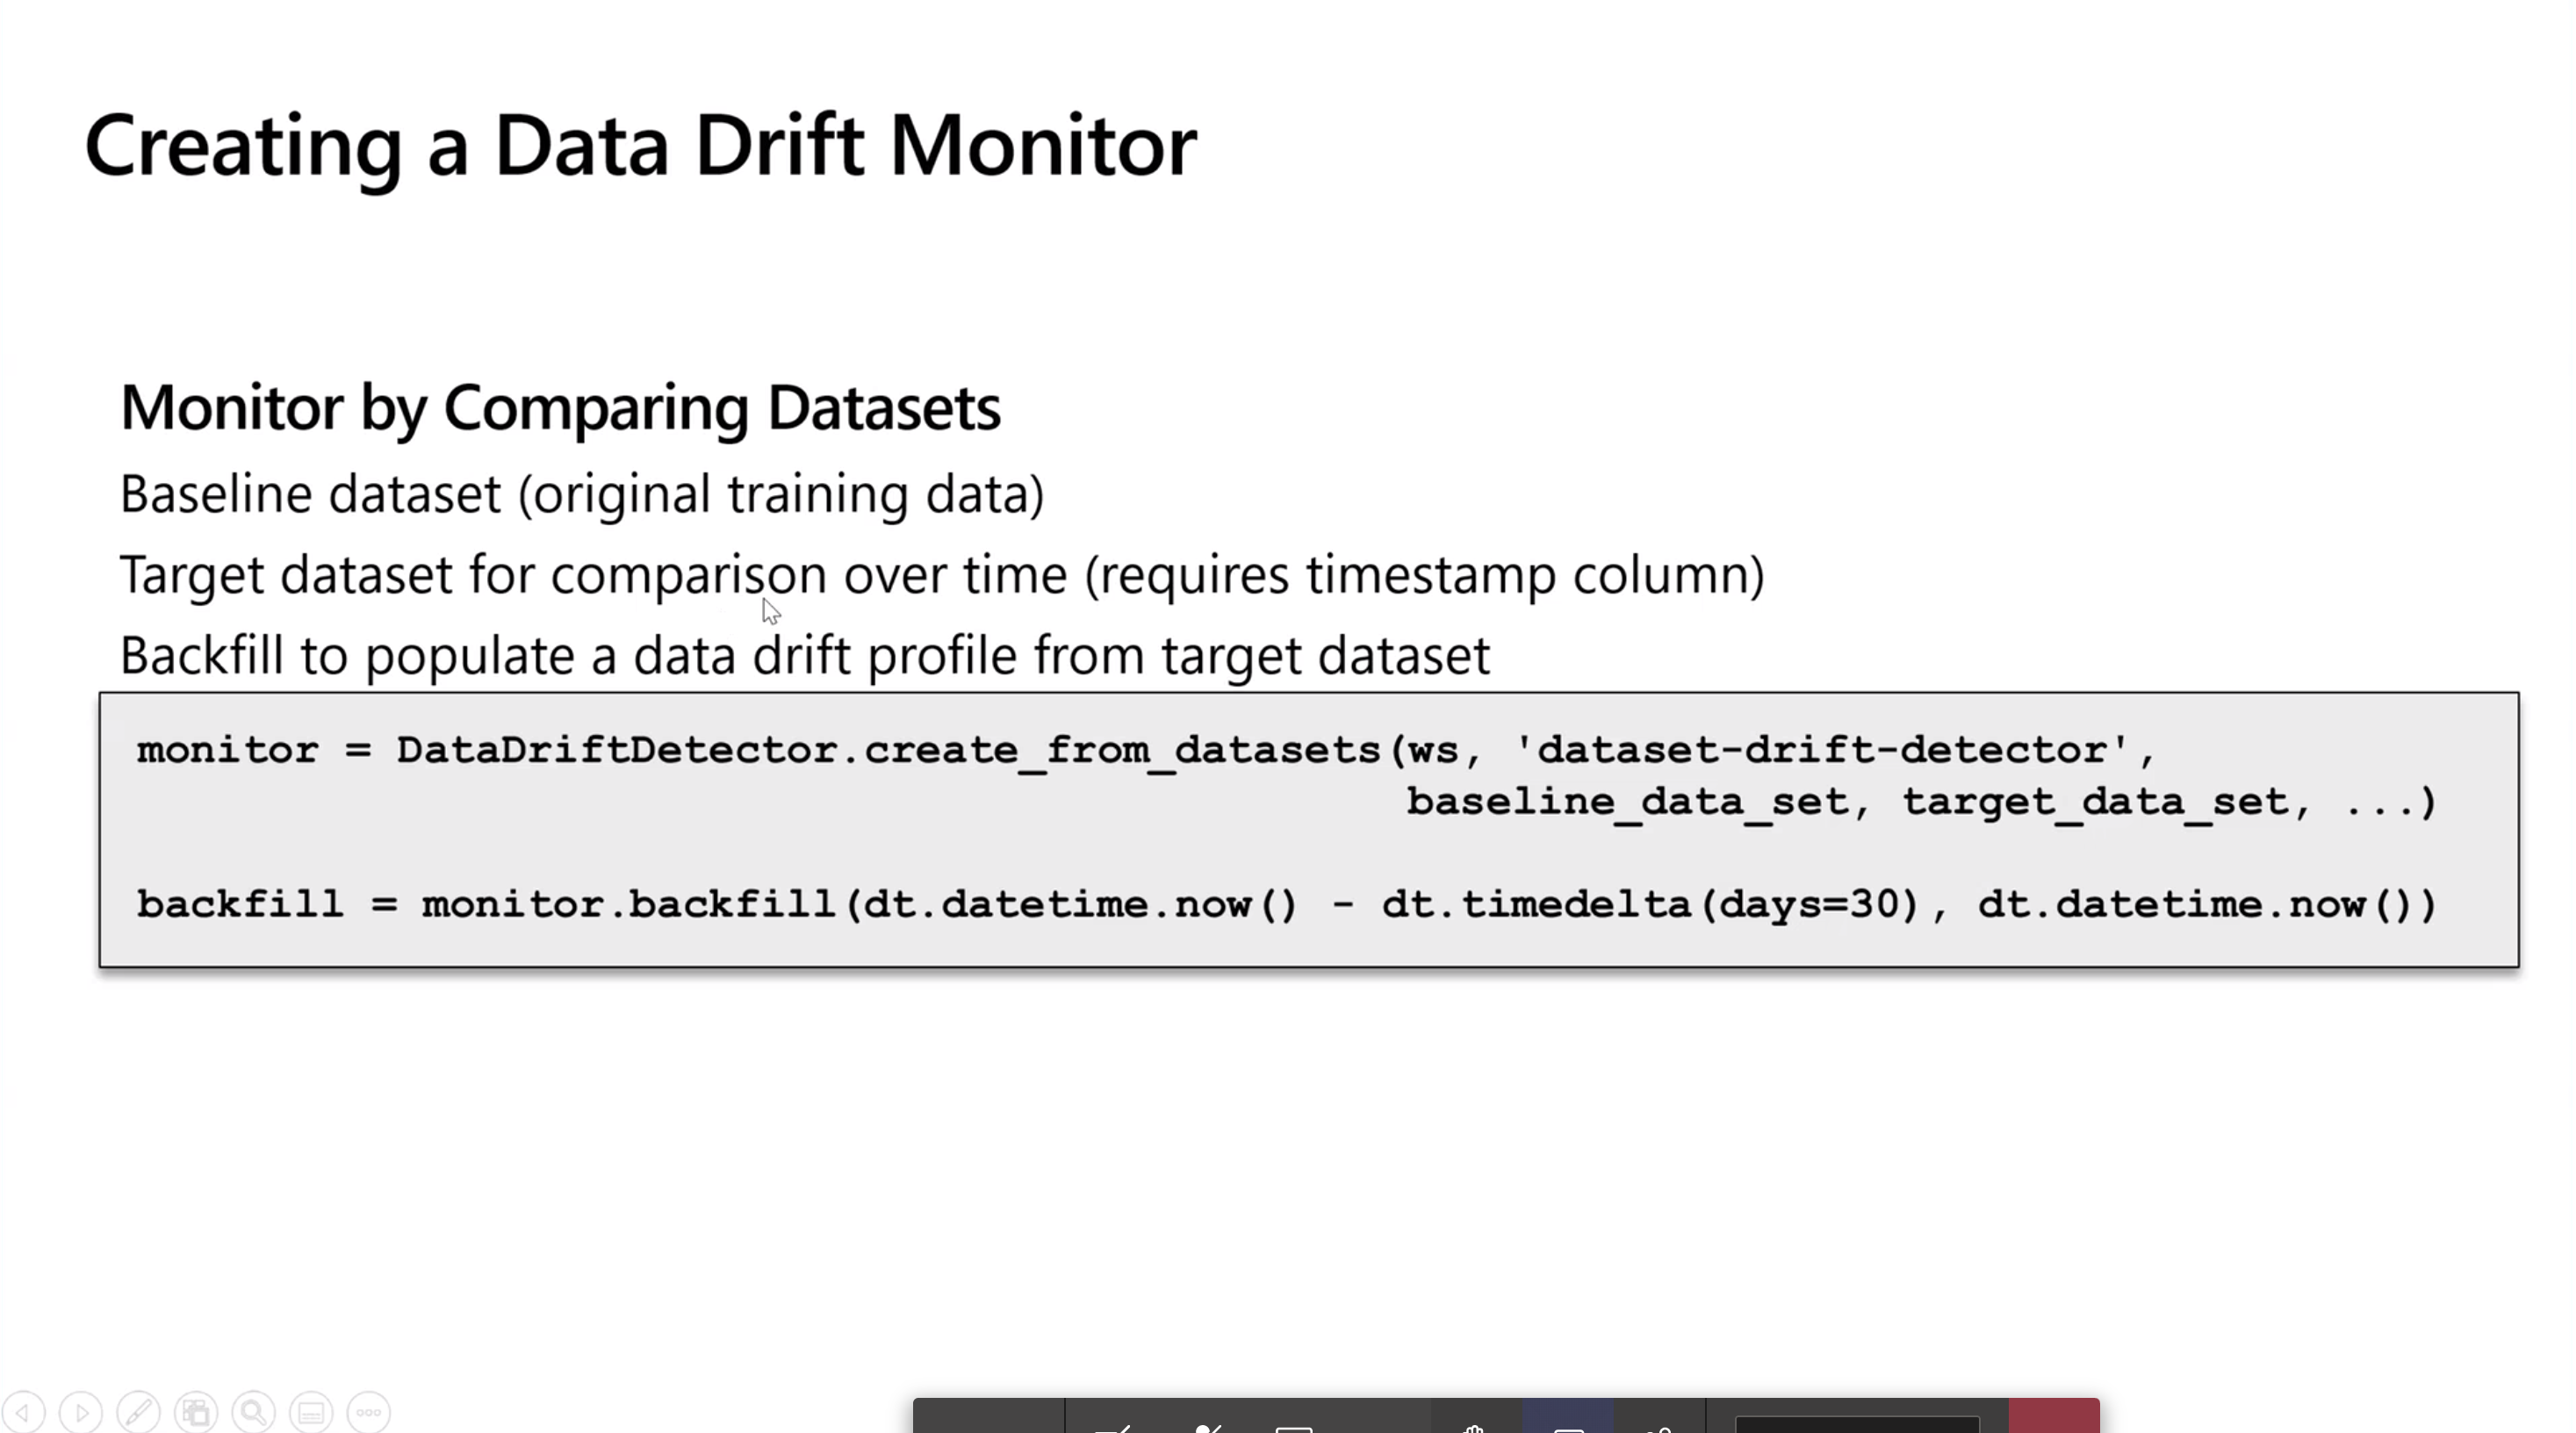 Creating a Data Drift Monitor
Monitor by Comparing Datasets
Baseline dataset (original training data)
Target dataset for comparison over time (requires timestamp column)
Backfill to populate a data drift profile from target dataset
monitor = DataDriftDetector.create_from_datasets(ws, 'dataset-drift-detector',
baseline_data_set, target_data_set, ...)
backfill = monitor.backfill(dt.datetime.now() - dt.timedelta(days=30), dt.datetime.now())